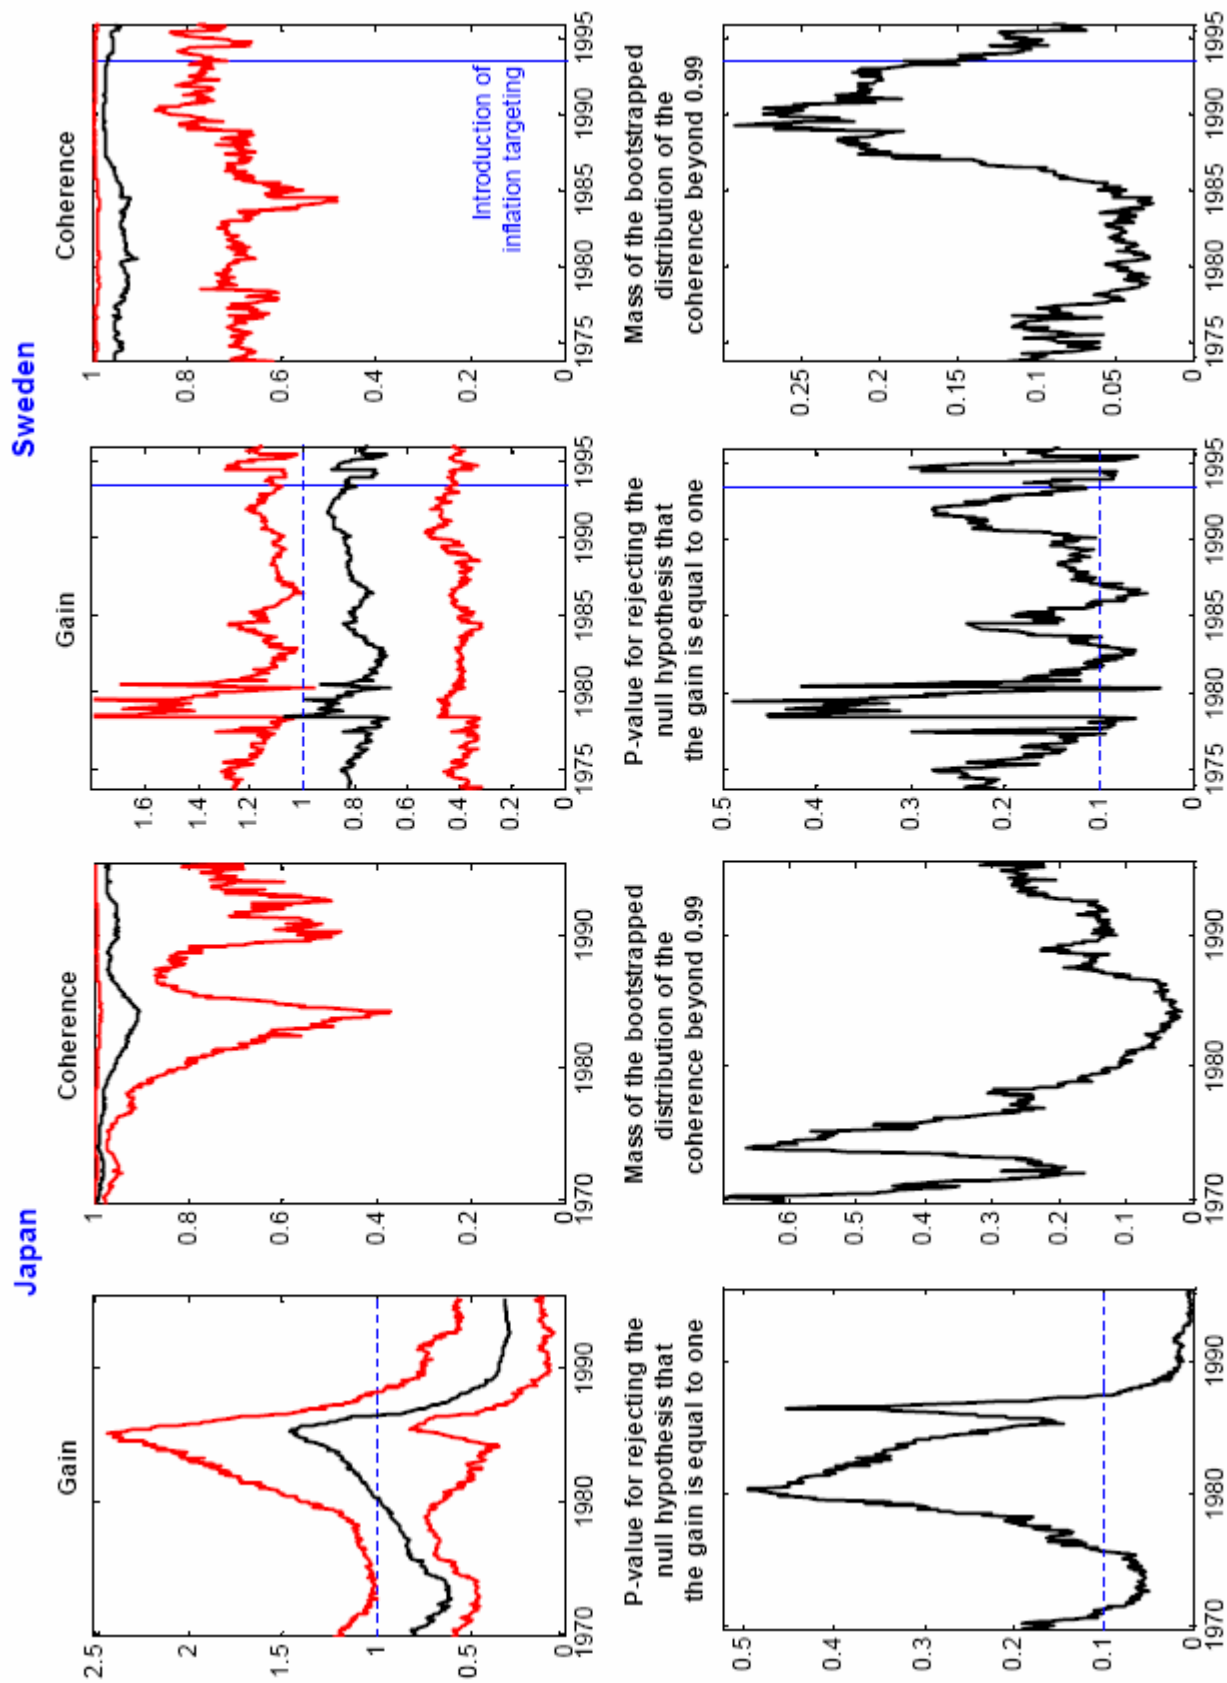 Japan
Sweden
Gain
Coherence
Gain
Coherence
2.5
2
1.5
1
0.5
0
1970 1980 1990
1
0.8
0.6
0.4
0.2
0
1970 1980 1990
1.6
1.4
1.2
1
0.8
0.6
0.4
0.2
0
1975 1980 1985 1990 1995
1
0.8
0.6
0.4
0.2
0
Introduction of
inflation targeting
1975 1980 1985 1990 1995
P-value for rejecting the
null hypothesis that
the gain is equal to one
0.5
0.4
0.3
0.2
0.1
0
1970 1980 1990
Mass of the bootstrapped
distribution of the
coherence beyond 0.99
0.6
0.5
0.4
0.3
0.2
0.1
0
1970 1980 1990
P-value for rejecting the
null hypothesis that
the gain is equal to one
0.5
0.4
0.3
0.2
0.1
0
1975 1980 1985 1990 1995
Mass of the bootstrapped
distribution of the
coherence beyond 0.99
0.25
0.2
0.15
0.1
0.05
0
1975 1980 1985 1990 1995